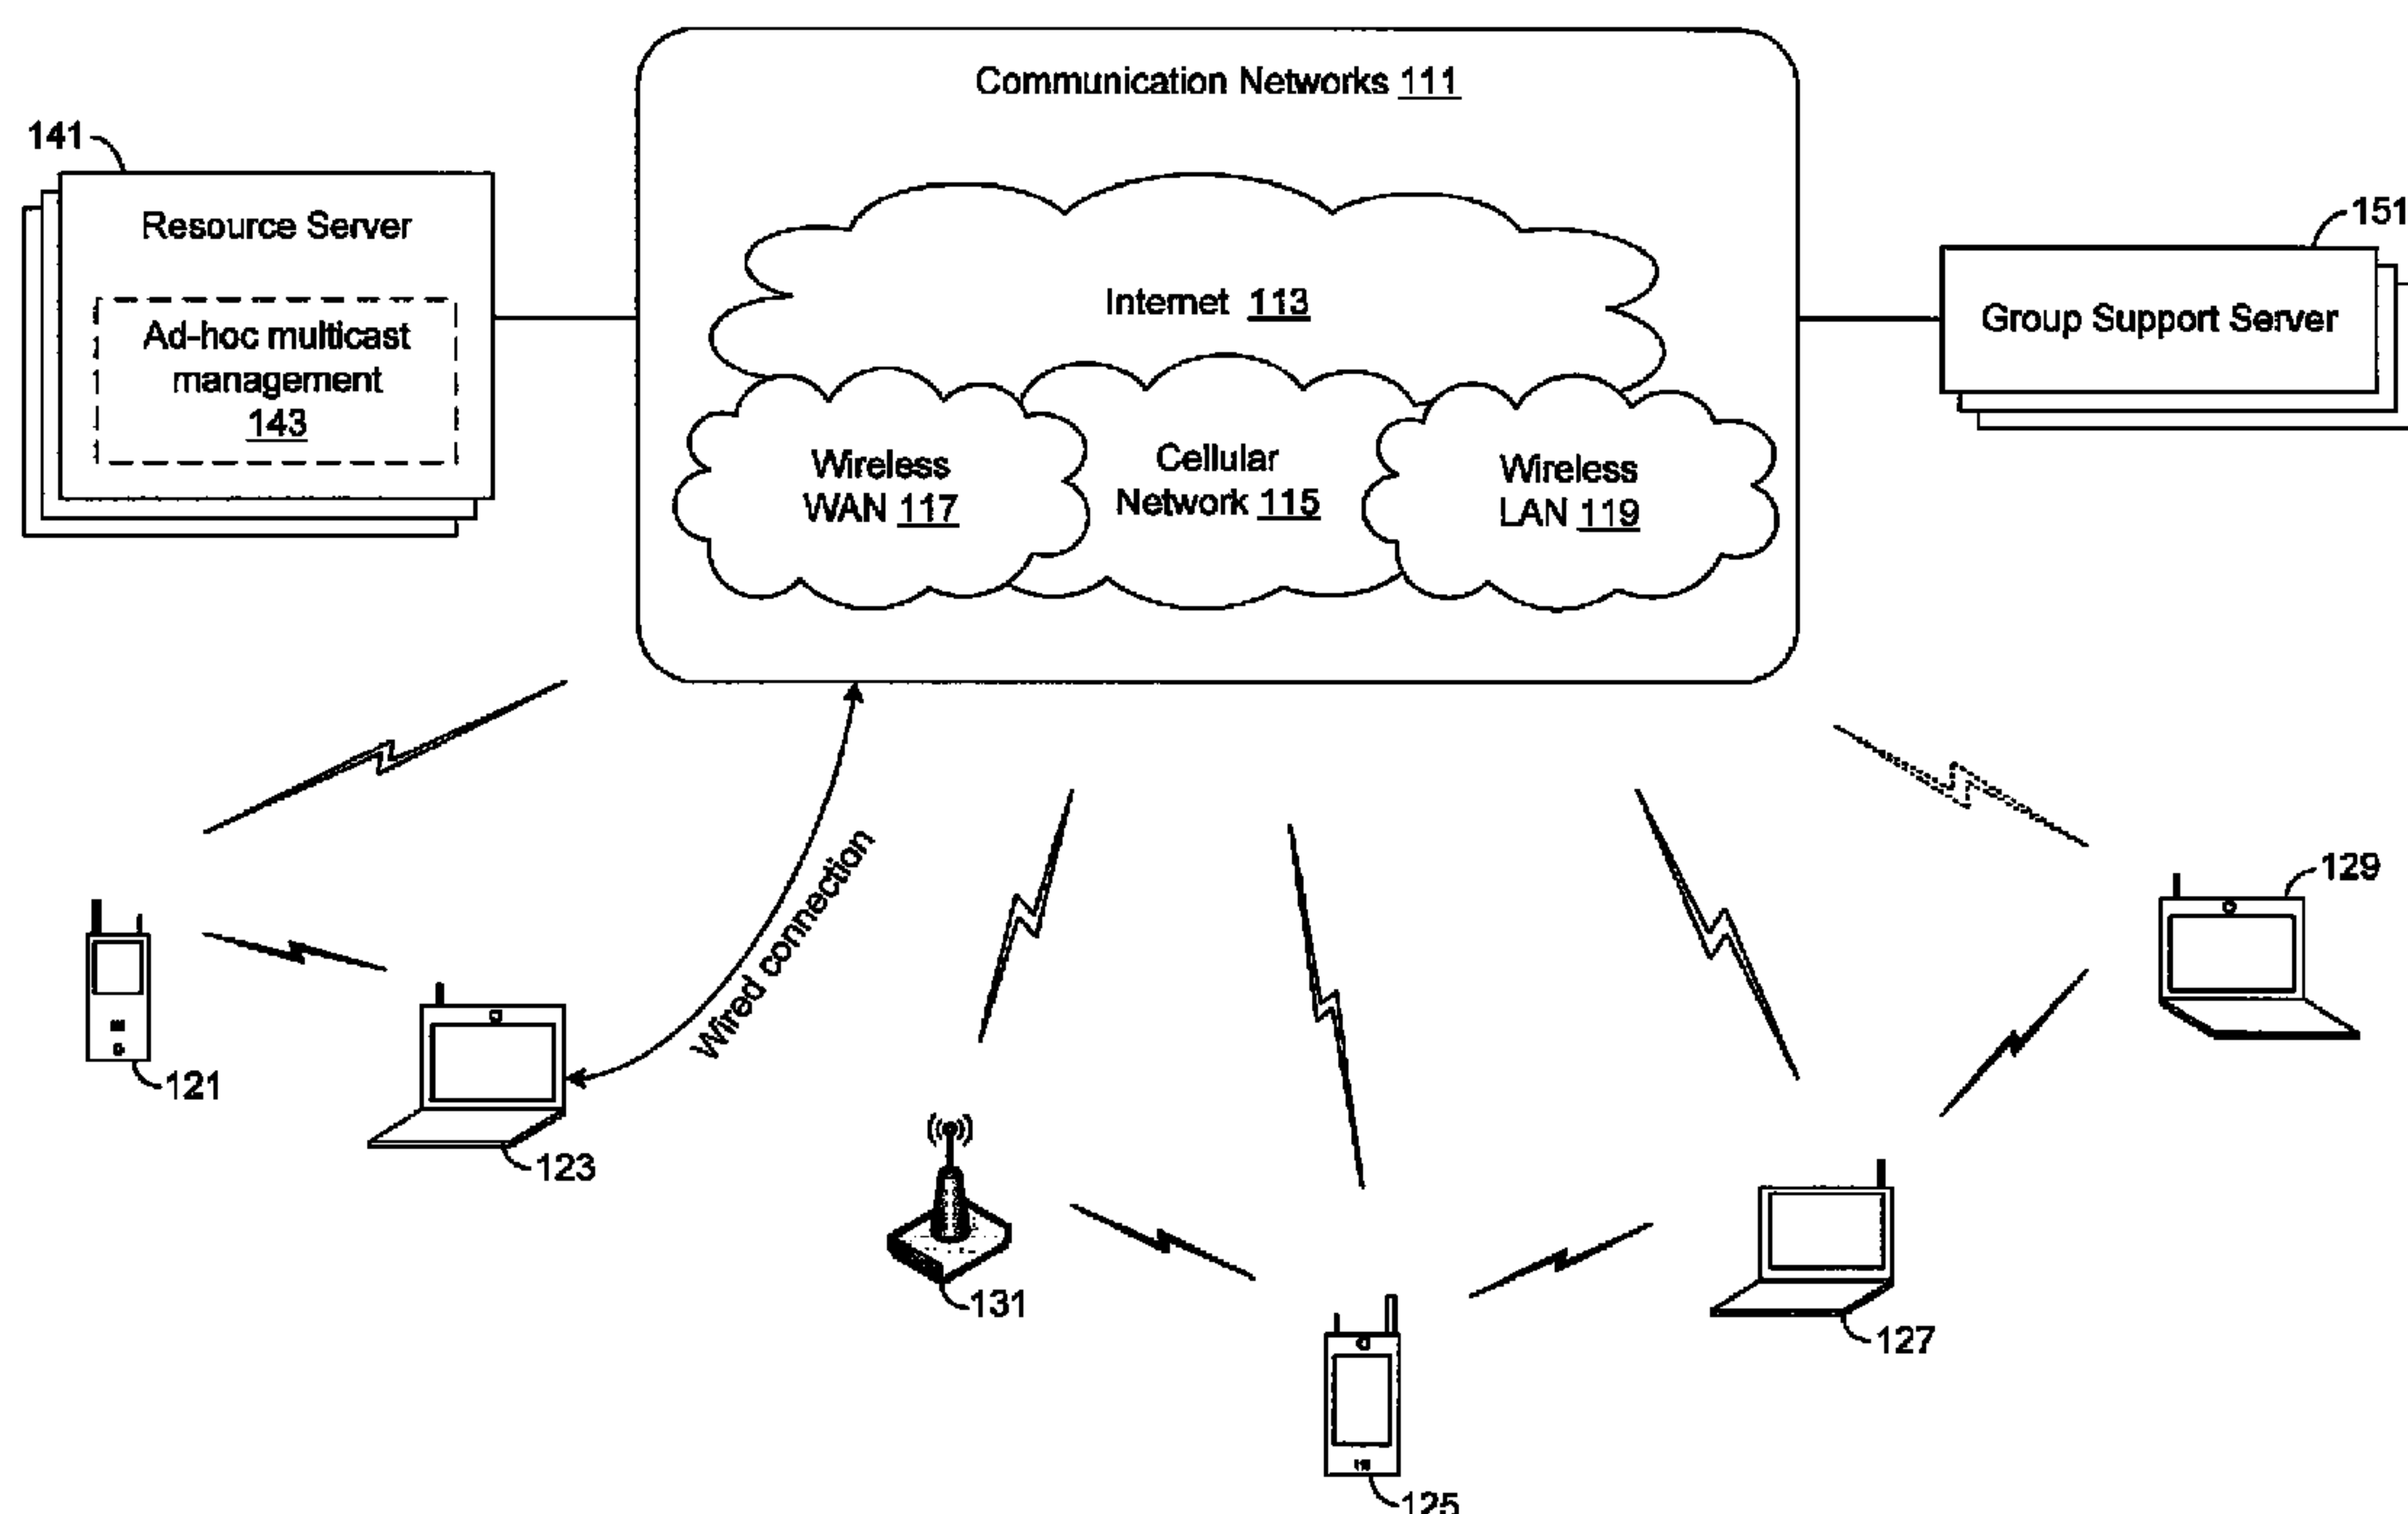 Communication Networks 111
141
Resource Server
Ad-hoc multicast
management
143
Internet 113
Wireless
WAN 117
Cellular
Network 115
Wireless
LAN 119
151
Group Support Server
Wired connection
121
123
131
125
127
129